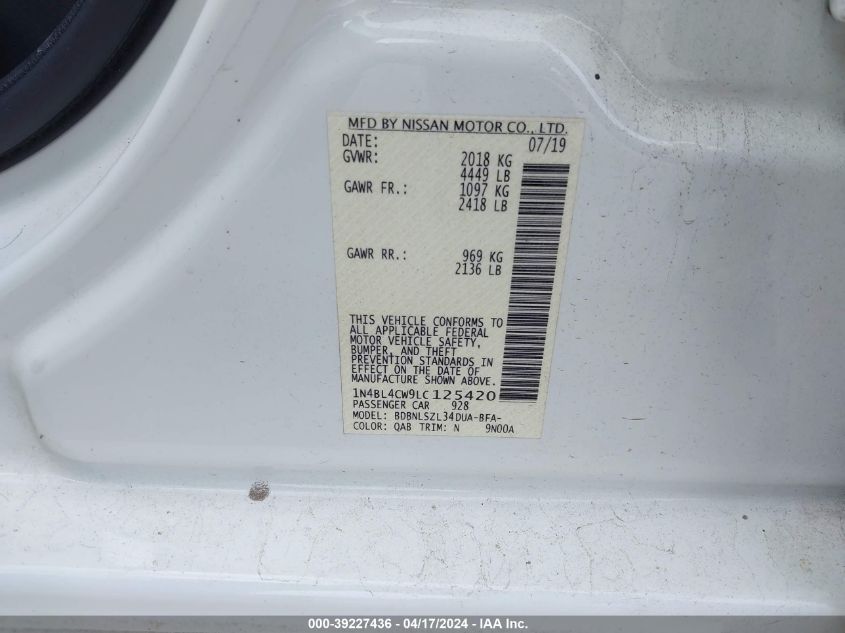 MFD BY NISSAN MOTOR CO., LTD.
DATE: 07/19
GVWR: 2018 KG
4449 LB
GAWR FR.: 1097 KG
2418 LB
GAWR RR.: 969 KG
2136 LB
THIS VEHICLE CONFORMS TO
ALL APPLICABLE FEDERAL
MOTOR VEHICLE SAFETY,
BUMPER, AND THEFT
PREVENTION STANDARDS IN
EFFECT ON THE DATE OF
MANUFACTURE SHOWN ABOVE.
1N4BL4CW9LC125420
PASSENGER CAR 928
MODEL: BDBNLSZL34DUA-BFA-
COLOR: QAB TRIM: N 9N00A
000-39227436 - 04/17/2024 - IAA Inc.